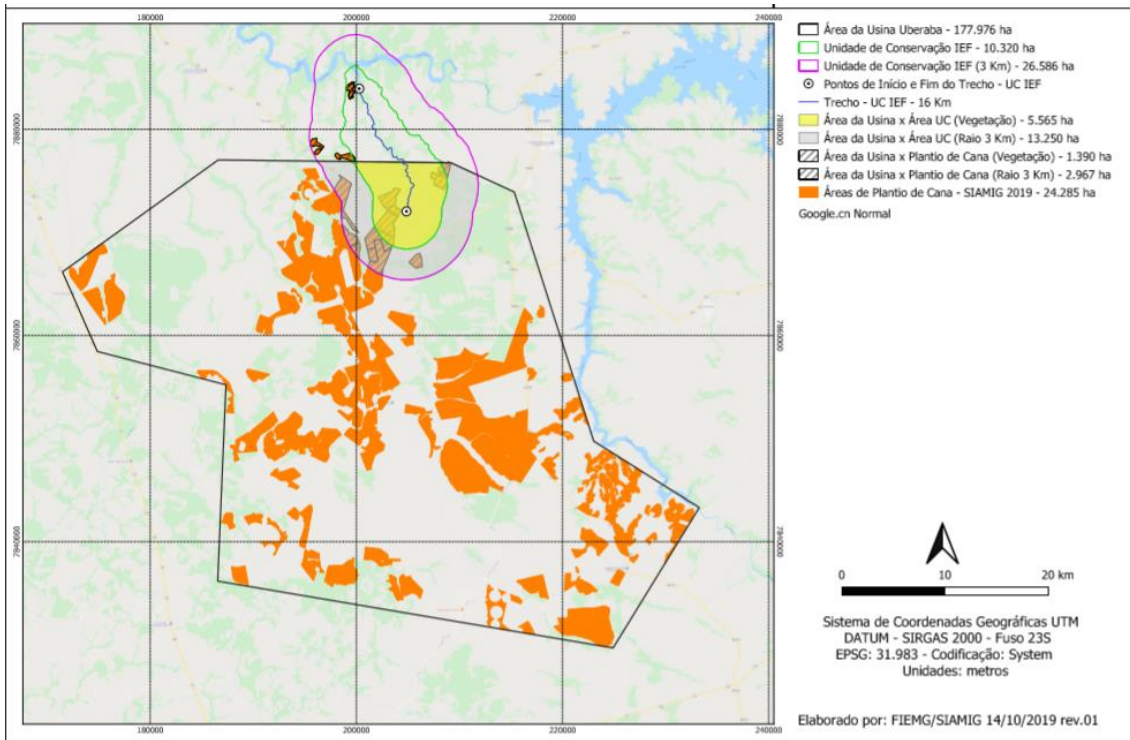 180000
200000
220000
240000
7880000
7880000
7860000
7860000
7840000
7840000
180000
200000
220000
240000
Área da Usina Uberaba - 177.976 ha
Unidade de Conservação IEF - 10.320 ha
Unidade de Conservação IEF (3 Km) - 26.586 ha
Pontos de Início e Fim do Trecho - UC IEF
Trecho - UC IEF - 16 Km
Área da Usina x Área UC (Vegetação) - 5.565 ha
Área da Usina x Área UC (Raio 3 Km) - 13.250 ha
Área da Usina x Plantio de Cana (Vegetação) - 1.390 ha
Área da Usina x Plantio de Cana (Raio 3 Km) - 2.967 ha
Áreas de Plantio de Cana - SIAMIG 2019 - 24.285 ha
Google.cn Normal
0 10 20 km
Sistema de Coordenadas Geográficas UTM
DATUM - SIRGAS 2000 - Fuso 23S
EPSG: 31.983 - Codificação: System
Unidades: metros
Elaborado por: FIEMG/SIAMIG 14/10/2019 rev.01